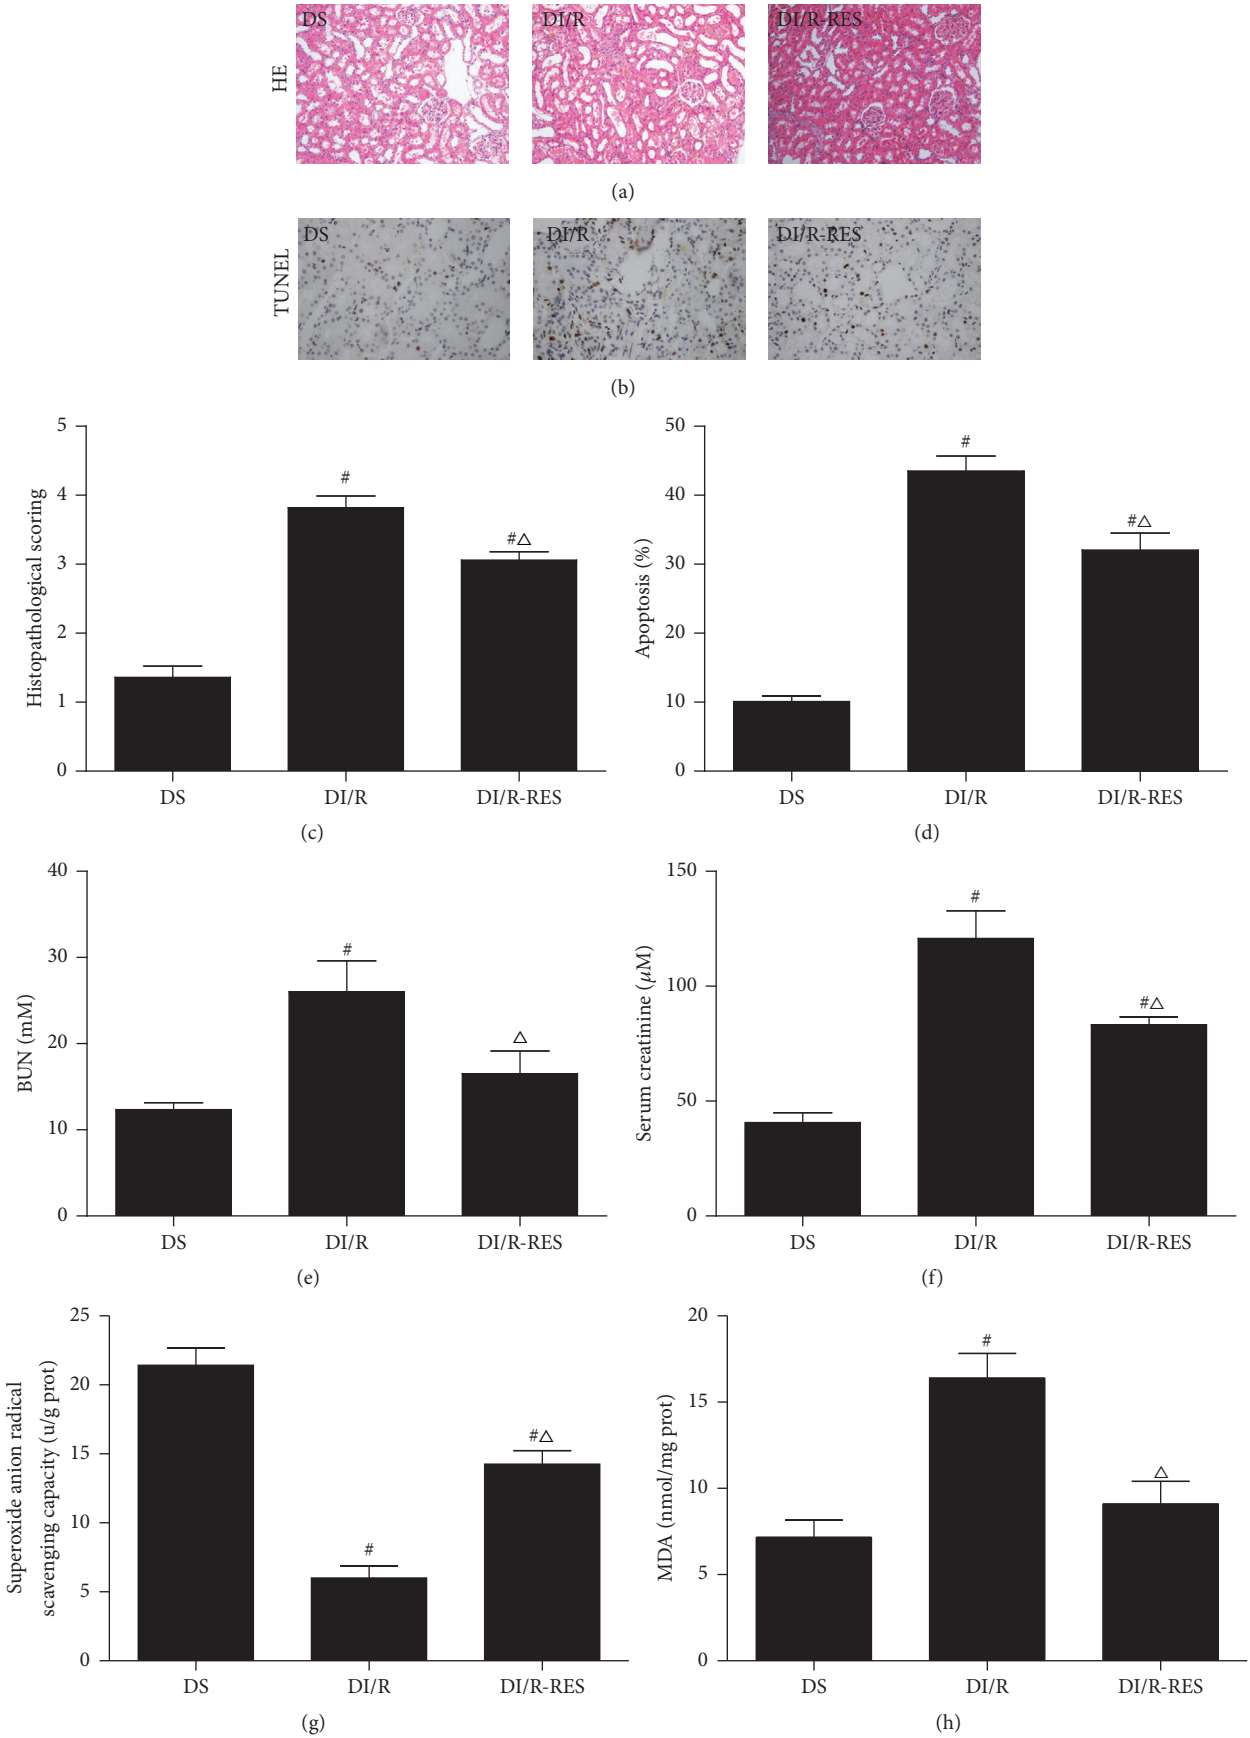 DS
DI/R
DI/R-RES
HE
(a)
DS
DI/R
DI/R-RES
TUNEL
(b)
5
4
3
2
1
0
Histopathological scoring
#
#△
DS
DI/R
DI/R-RES
(c)
50
40
30
20
10
0
Apoptosis (%)
#
#△
DS
DI/R
DI/R-RES
(d)
40
30
20
10
0
BUN (mM)
#
△
DS
DI/R
DI/R-RES
(e)
150
100
50
0
Serum creatinine (μM)
#
#△
DS
DI/R
DI/R-RES
(f)
25
20
15
10
5
0
Superoxide anion radical
scavenging capacity (u/g prot)
#
#△
DS
DI/R
DI/R-RES
(g)
20
15
10
5
0
MDA (nmol/mg prot)
#
△
DS
DI/R
DI/R-RES
(h)